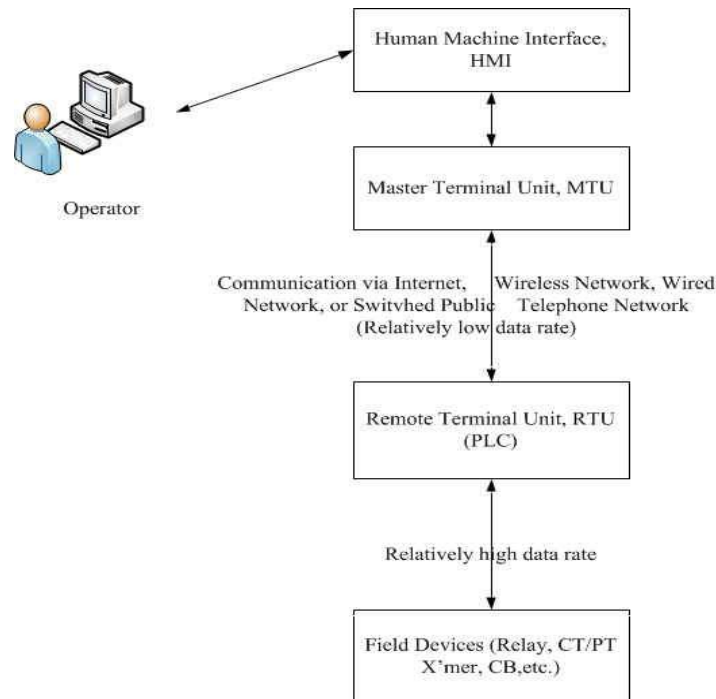 Human Machine Interface,
HMI
Operator
Master Terminal Unit, MTU
Communication via Internet, Wireless Network, Wired
Network, or Switvhed Public Telephone Network
(Relatively low data rate)
Remote Terminal Unit, RTU
(PLC)
Relatively high data rate
Field Devices (Relay, CT/PT
X'mer, CB,etc.)